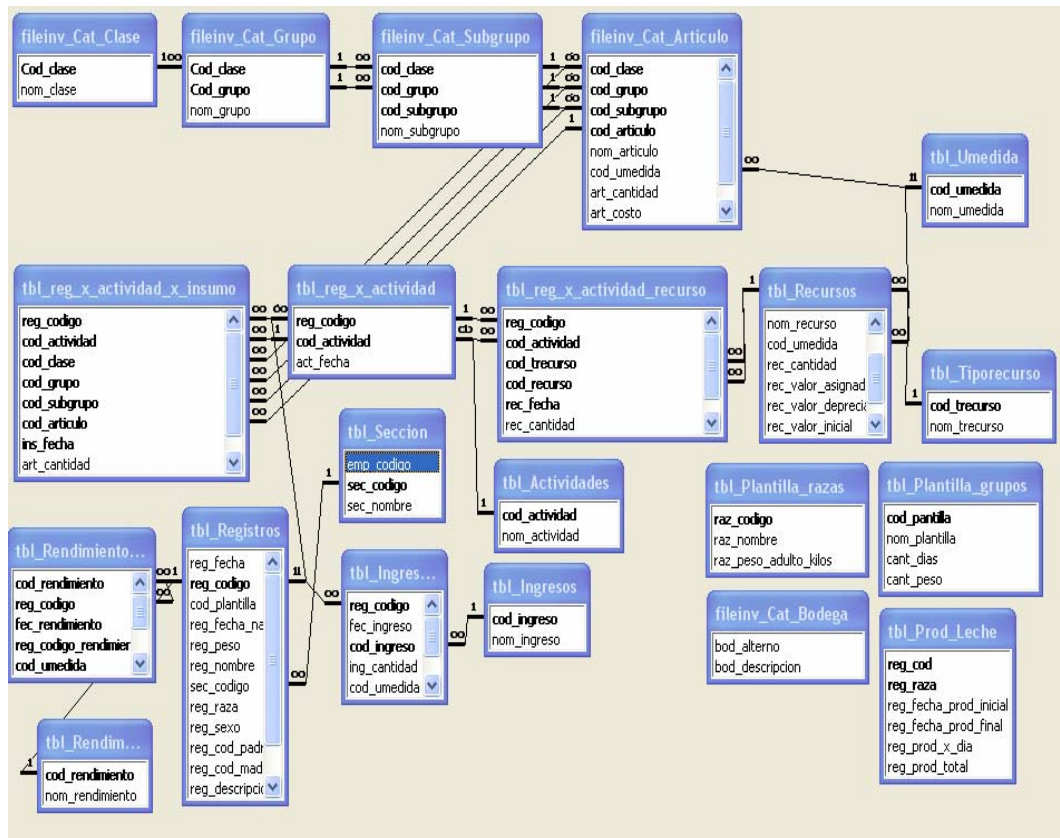 fileinv_Cat_Clase
Cod_clase
nom_clase
fileinv_Cat_Grupo
Cod_clase
Cod_grupo
nom_grupo
fileinv_Cat_Subgrupo
cod_clase
cod_grupo
cod_subgrupo
nom_subgrupo
fileinv_Cat_Articulo
cod_clase
cod_grupo
cod_subgrupo
cod_articulo
nom_articulo
cod_umedida
art_cantidad
art_costo
tbl_Umedida
cod_umedida
nom_umedida
tbl_reg_x_actividad_x_insumo
reg_codigo
cod_actividad
cod_clase
cod_grupo
cod_subgrupo
cod_articulo
ins_fecha
art_cantidad
tbl_reg_x_actividad
reg_codigo
cod_actividad
act_fecha
tbl_reg_x_actividad_recurso
reg_codigo
cod_actividad
cod_trecurso
cod_recurso
rec_fecha
rec_cantidad
tbl_Recursos
nom_recurso
cod_umedida
rec_cantidad
rec_valor_asignad
rec_valor_deprecia
rec_valor_inicial
tbl_Tiporecurso
cod_trecurso
nom_trecurso
tbl_Seccion
emp_codigo
sec_codigo
sec_nombre
tbl_Actividades
cod_actividad
nom_actividad
tbl_Plantilla_razas
raz_codigo
raz_nombre
raz_peso_adulto_kilos
tbl_Plantilla_grupos
cod_pantilla
nom_plantilla
cant_dias
cant_peso
tbl_Rendimiento...
cod_rendimiento
reg_codigo
fec_rendimiento
reg_codigo_rendimier
cod_umedida
tbl_Registros
reg_fecha
reg_codigo
cod_plantilla
reg_fecha_na
reg_peso
reg_nombre
sec_codigo
reg_raza
reg_sexo
reg_cod_padr
reg_cod_mad
reg_descripcic
tbl_Ingres...
reg_codigo
fec_ingreso
cod_ingreso
ing_cantidad
cod_umedida
tbl_Ingresos
cod_ingreso
nom_ingreso
fileinv_Cat_Bodega
bod_alterno
bod_descripcion
tbl_Prod_Leche
reg_cod
reg_raza
reg_fecha_prod_inicial
reg_fecha_prod_final
reg_prod_x_dia
reg_prod_total
tbl_Rendim...
cod_rendimiento
nom_rendimiento